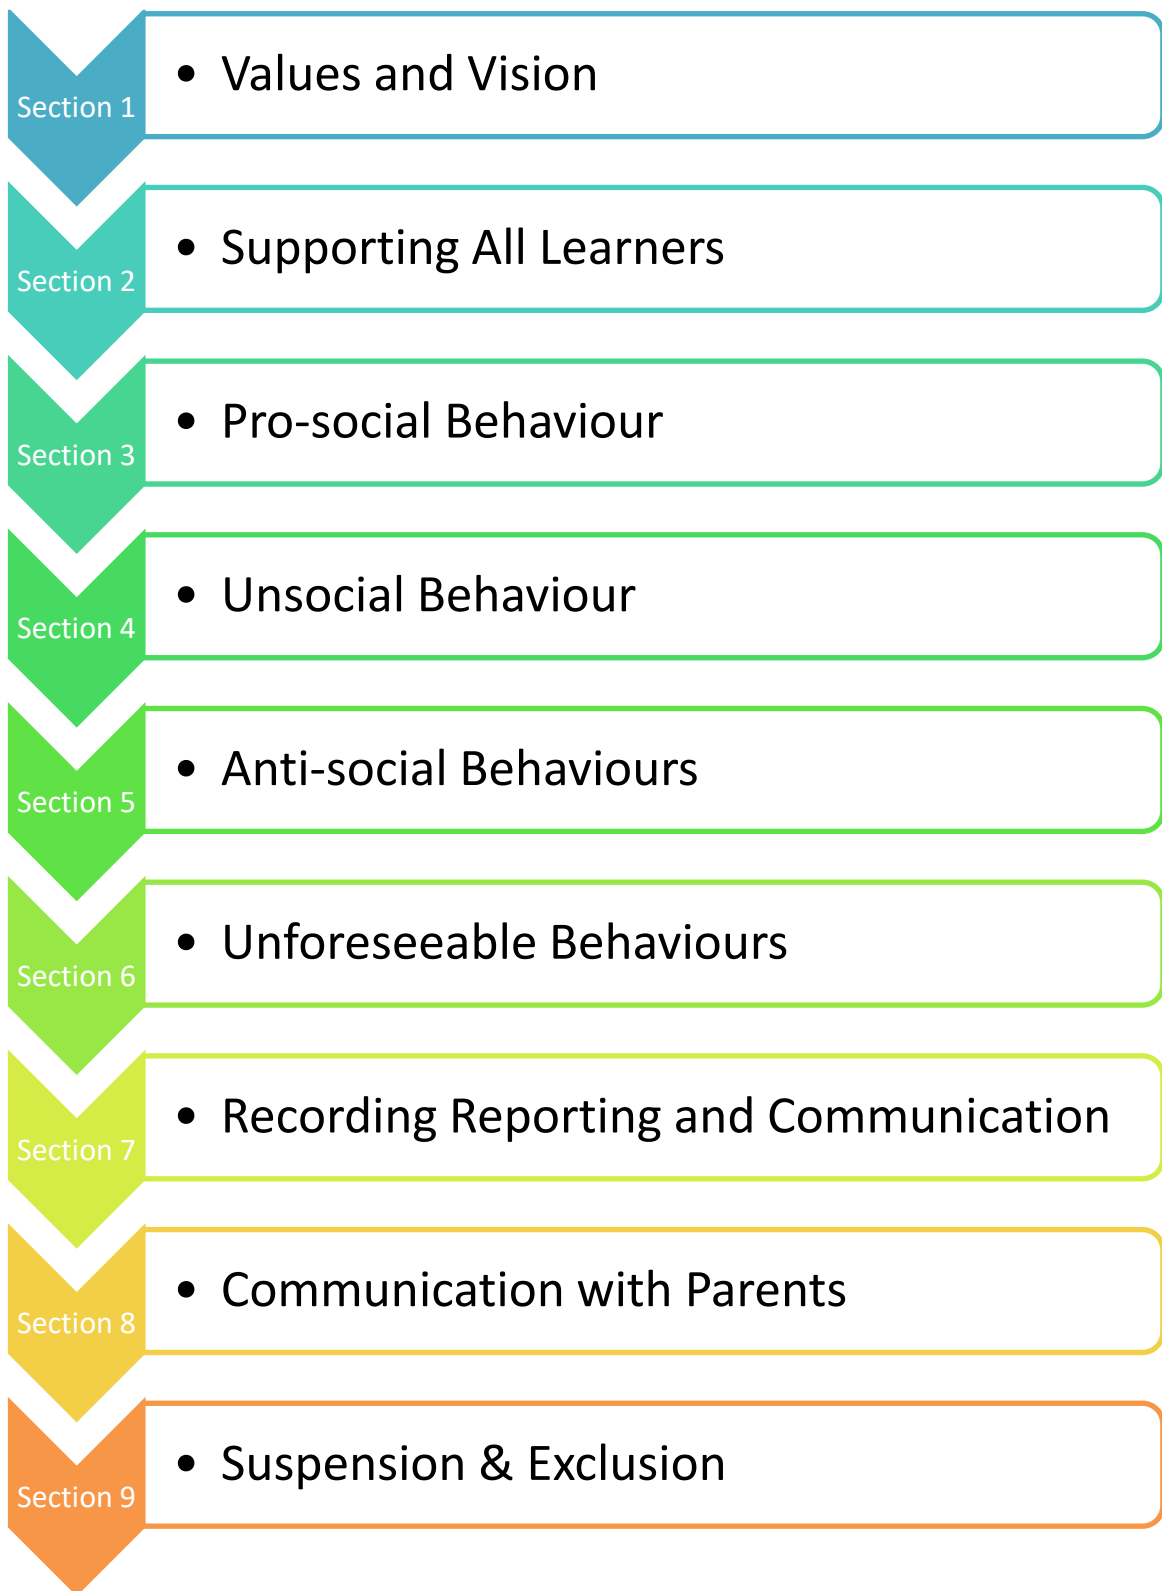 Section 1
• Values and Vision
Section 2
• Supporting All Learners
Section 3
• Pro-social Behaviour
Section 4
• Unsocial Behaviour
Section 5
• Anti-social Behaviours
Section 6
• Unforeseeable Behaviours
Section 7
• Recording Reporting and Communication
Section 8
• Communication with Parents
Section 9
• Suspension & Exclusion